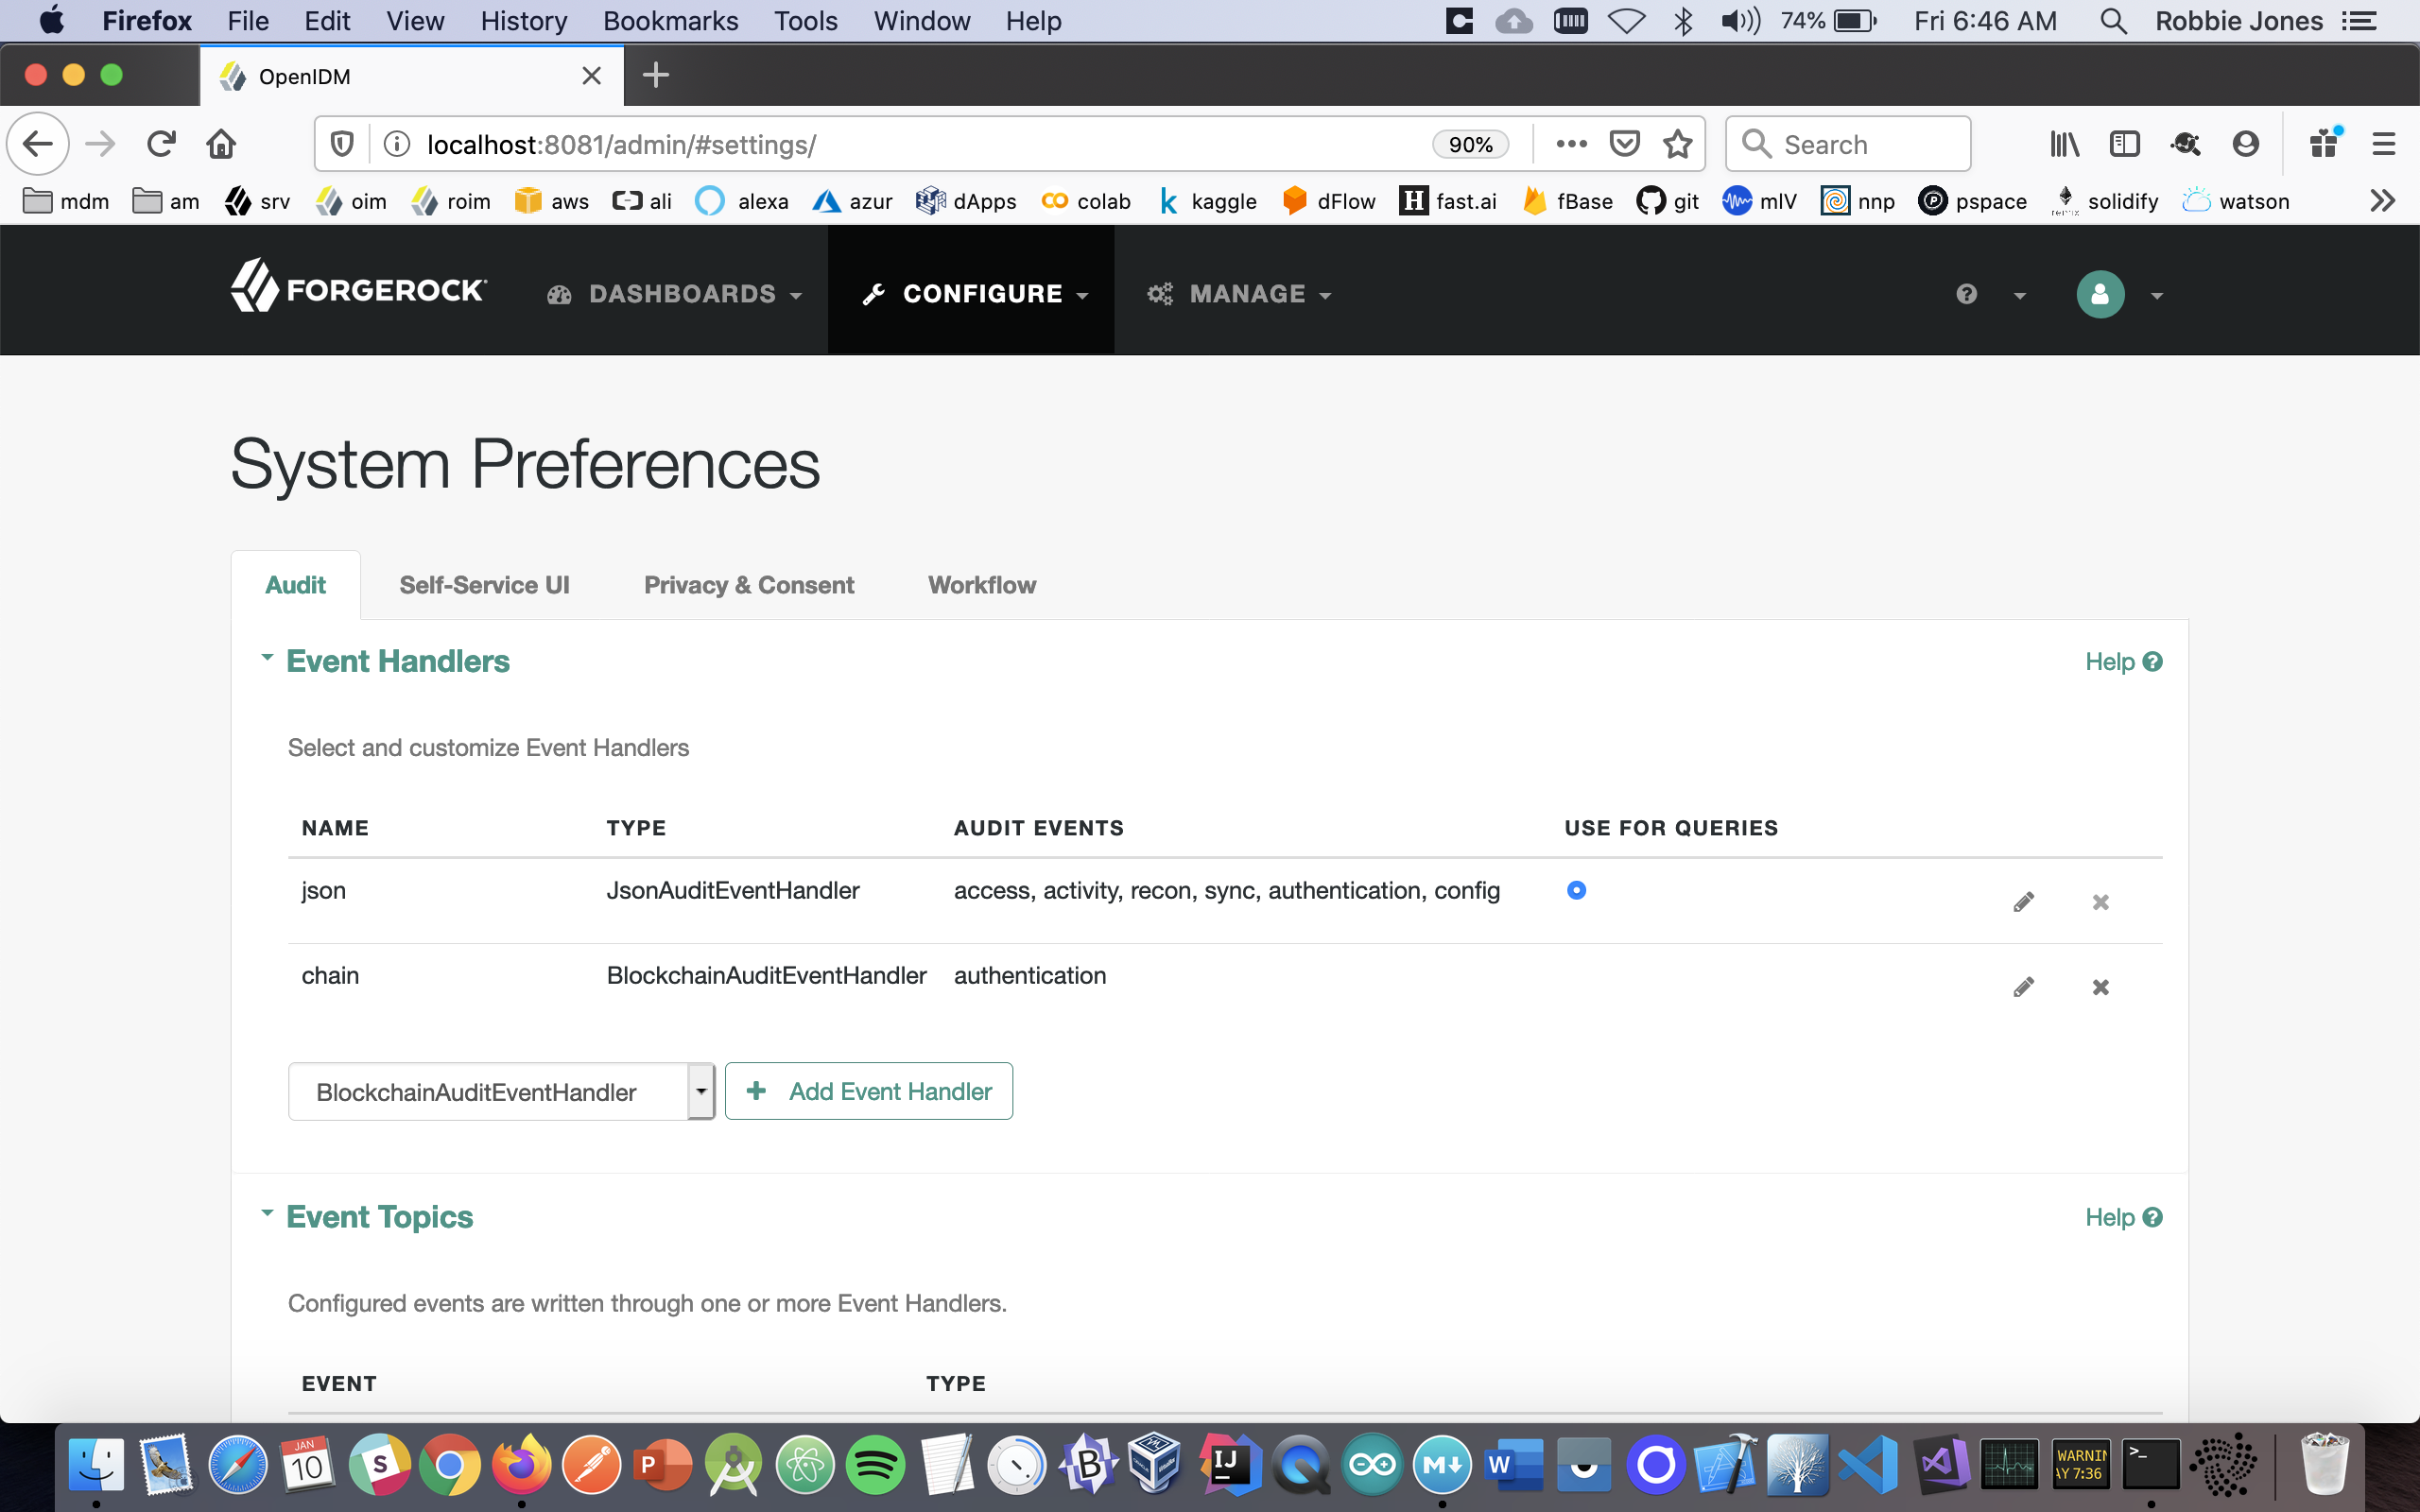 Firefox File Edit View History Bookmarks Tools Window Help 74% Fri 6:46 AM Robbie Jones
OpenIDM
localhost:8081/admin/#settings/ 90% Search
mdm am srv oim roim aws ali alexa azur dApps colab kaggle dFlow fast.ai fBase git mlV nnp pspace solidify watson
FORGEROCK DASHBOARDS CONFIGURE MANAGE
System Preferences
Audit Self-Service UI Privacy & Consent Workflow
Event Handlers Help
Select and customize Event Handlers
NAME TYPE AUDIT EVENTS USE FOR QUERIES
json JsonAuditEventHandler access, activity, recon, sync, authentication, config
chain BlockchainAuditEventHandler authentication
BlockchainAuditEventHandler + Add Event Handler
Event Topics Help
Configured events are written through one or more Event Handlers.
EVENT TYPE
JAN
10
WARNIN
AY 7:36